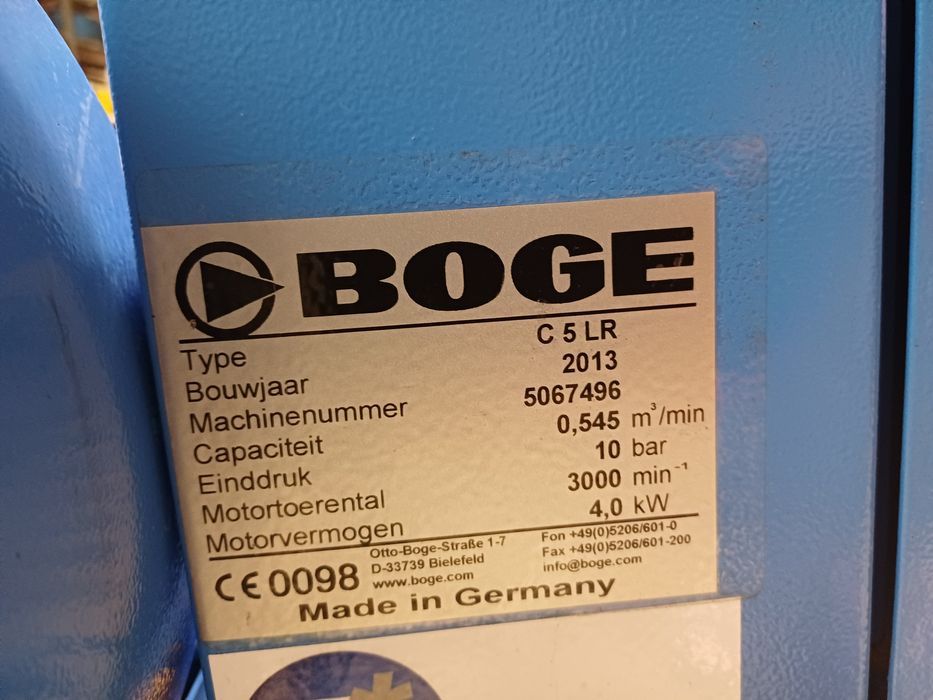 BOGE
Type C 5 LR
Bouwjaar 2013
Machinenummer 5067496
Capaciteit 0,545 m³/min
Einddruk 10 bar
Motortoerental 3000 min⁻¹
Motorvermogen 4,0 kW
CE 0098
Otto-Boge-Straße 1-7
D-33739 Bielefeld
www.boge.com
Fon +49(0)5206/601-0
Fax +49(0)5206/601-200
info@boge.com
Made in Germany